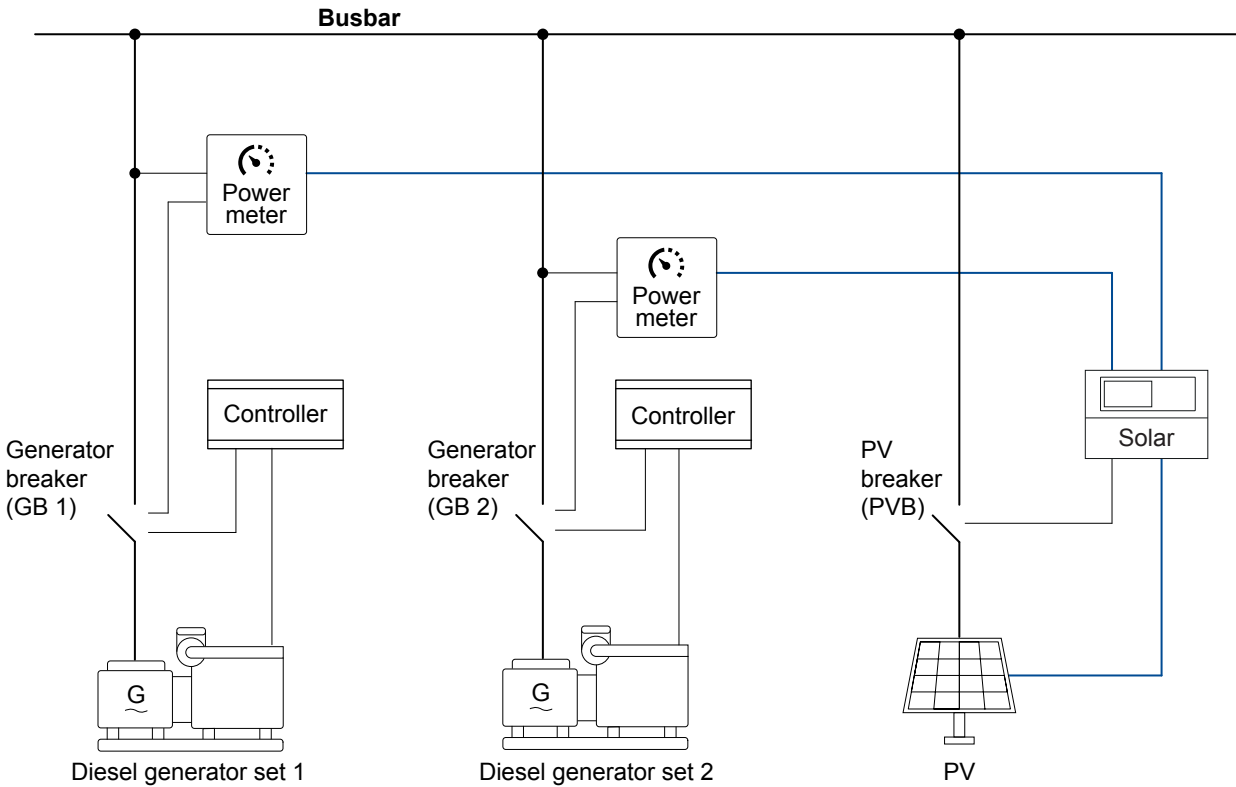 Busbar
Power
meter
Power
meter
Controller
Controller
Solar
Generator
breaker
(GB 1)
Generator
breaker
(GB 2)
PV
breaker
(PVB)
G
G
Diesel generator set 1
Diesel generator set 2
PV